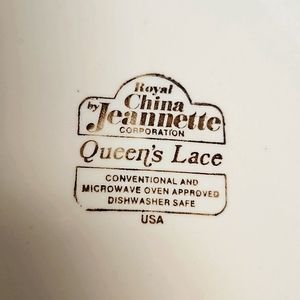 Royal
China
by Jeannette
CORPORATION
Queen's Lace
CONVENTIONAL AND
MICROWAVE OVEN APPROVED
DISHWASHER SAFE
USA